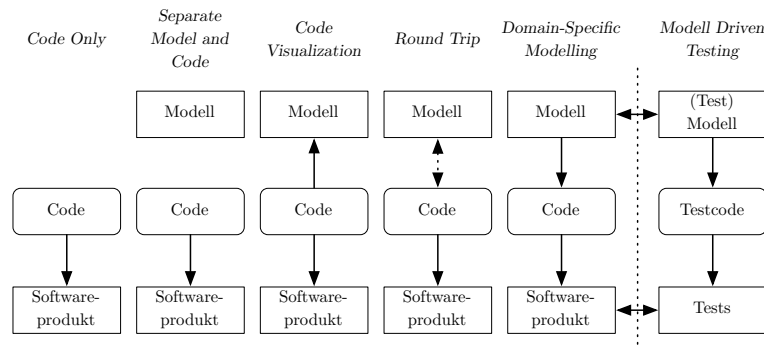 Code Only
Separate
Model and
Code
Code
Visualization
Round Trip
Domain-Specific
Modelling
Modell Driven
Testing
Modell
Modell
Modell
Modell
(Test)
Modell
Code
Code
Code
Code
Code
Testcode
Software-
produkt
Software-
produkt
Software-
produkt
Software-
produkt
Software-
produkt
Tests